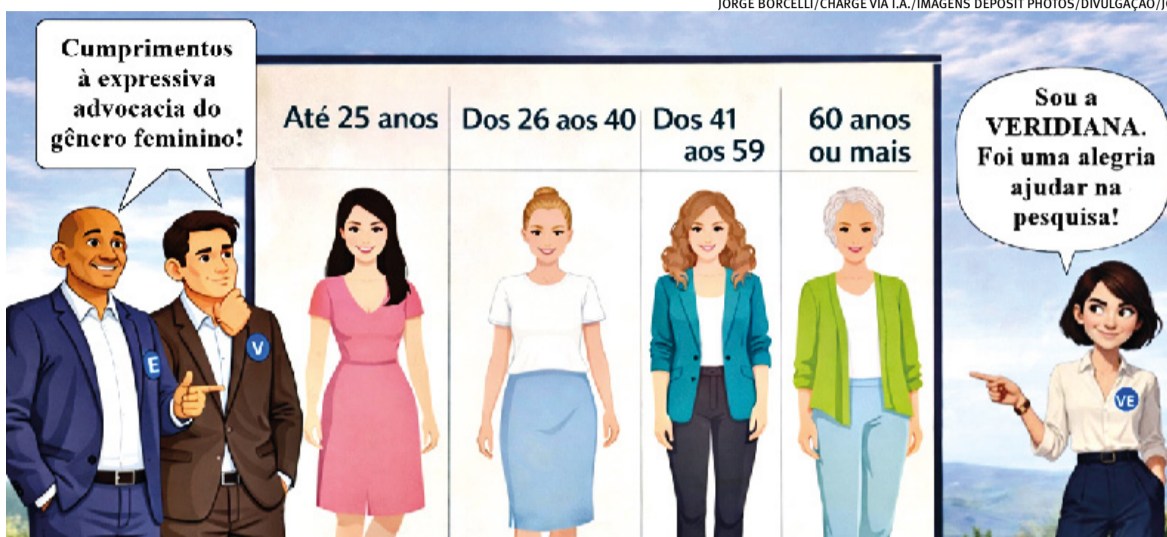 JORGE BORCELLI/CHARGE VIA I.A./IMAGENS DEPOSIT PHOTOS/DIVULGAÇÃO/
Cumprimentos
à expressiva
advocacia do
gênero feminino!
Até 25 anos
Dos 26 aos 40
Dos 41
aos 59
60 anos
ou mais
Sou a
VERIDIANA.
Foi uma alegria
ajudar na
pesquisa!
E
V
VE